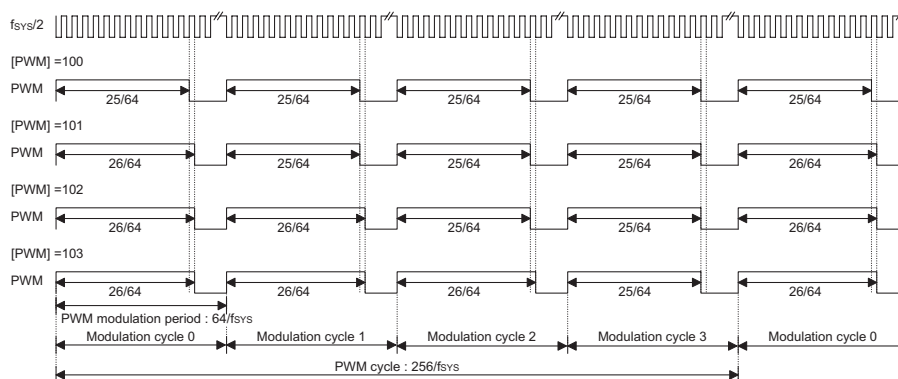 fSYS/2
[PWM] =100
PWM
25/64 25/64 25/64 25/64 25/64
[PWM] =101
PWM
26/64 25/64 25/64 25/64 26/64
[PWM] =102
PWM
26/64 26/64 25/64 25/64 26/64
[PWM] =103
PWM
26/64 26/64 26/64 25/64 26/64
PWM modulation period : 64/fSYS
Modulation cycle 0 Modulation cycle 1 Modulation cycle 2 Modulation cycle 3 Modulation cycle 0
PWM cycle : 256/fSYS